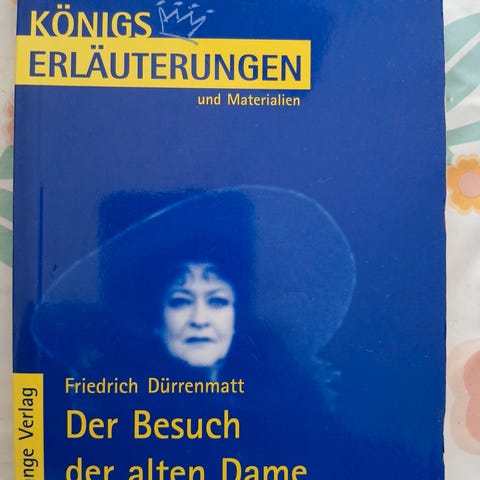 KÖNIGS
ERLÄUTERUNGEN
und Materialien
Friedrich Dürrenmatt
Der Besuch
der alten Dame
Verlag